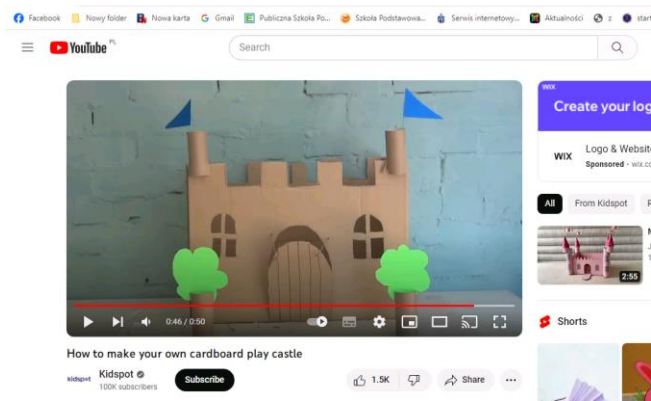 Facebook Nowy folder Nowa karta Gmail Publiczna Szkoła Po... Szkoła Podstawowa... Serwis internetowy... Aktualności z start
YouTube PL
Search
WIX
Create your log
WIX
Logo & Website
Sponsored · wix.co
All From Kidspot
2:55
0:46 / 0:50
Shorts
How to make your own cardboard play castle
kidspot
Kidspot
100K subscribers
Subscribe
1.5K
Share